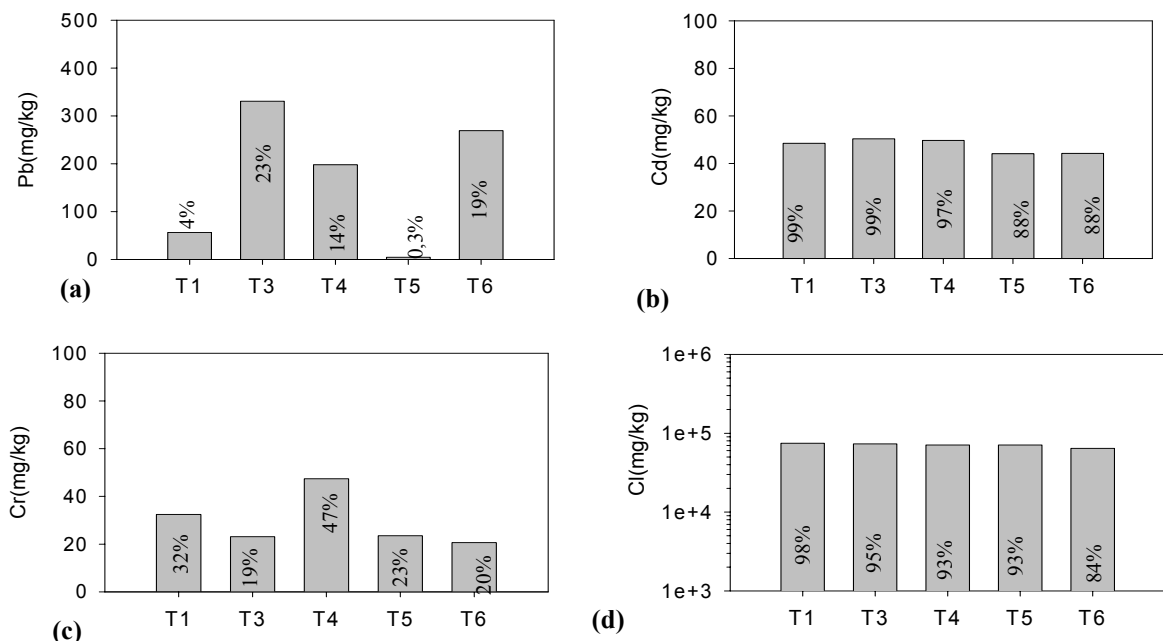 500
400
300
200
100
0
Pb(mg/kg)
4%
23%
14%
0,3%
19%
T1 T3 T4 T5 T6
(a)
100
80
60
40
20
0
Cd(mg/kg)
99%
99%
97%
88%
88%
T1 T3 T4 T5 T6
(b)
100
80
60
40
20
0
Cr(mg/kg)
32%
19%
47%
23%
20%
T1 T3 T4 T5 T6
(c)
1e+6
1e+5
1e+4
1e+3
Cl(mg/kg)
98%
95%
93%
93%
84%
T1 T3 T4 T5 T6
(d)